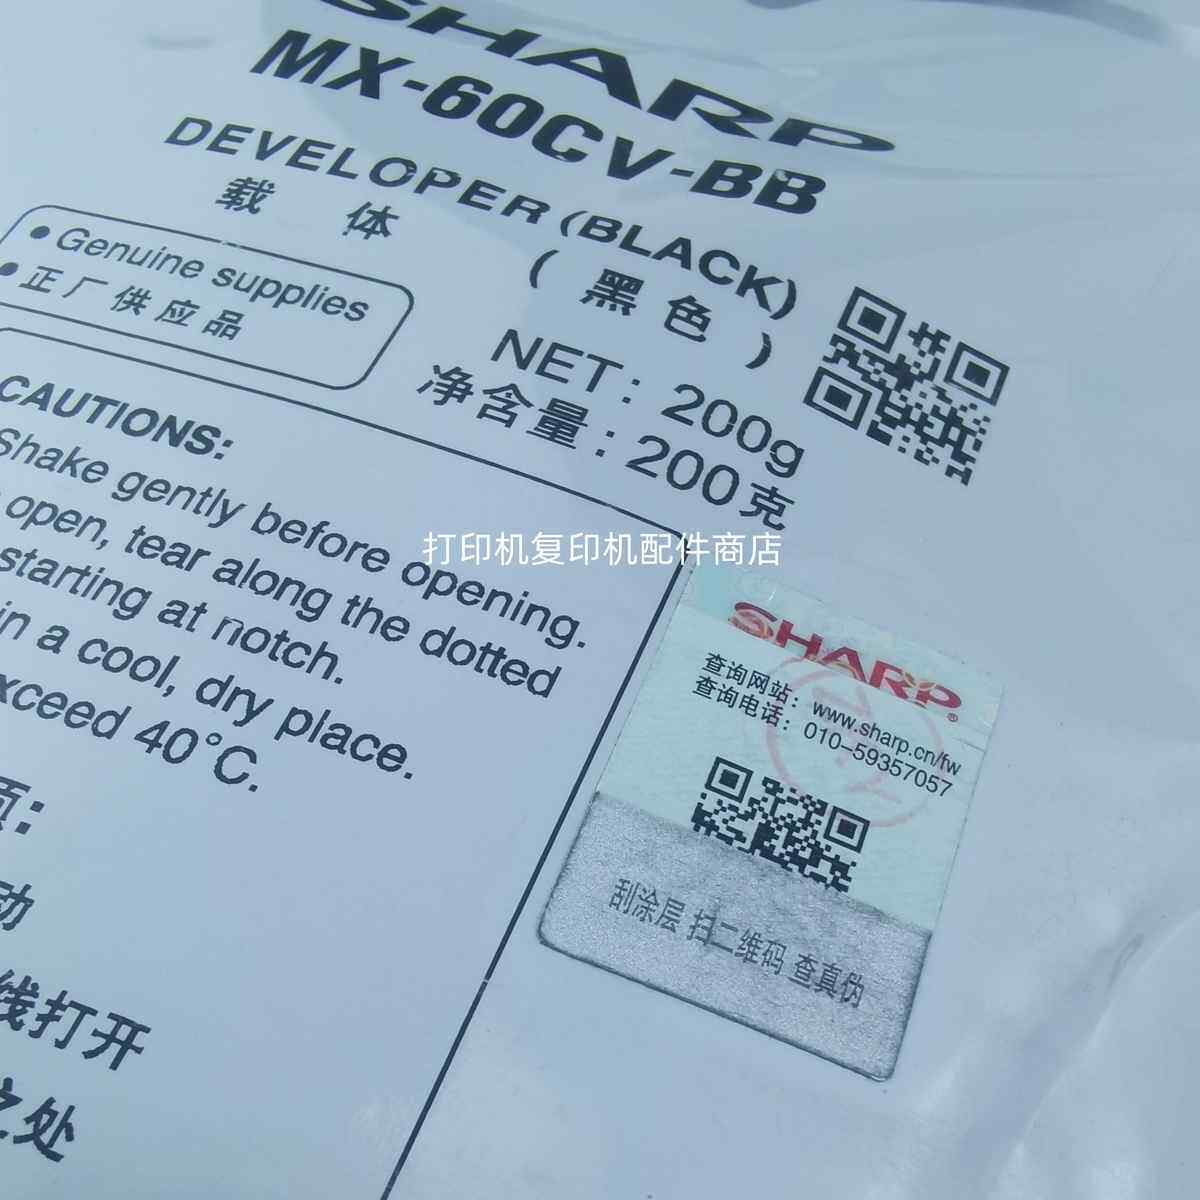 SHARP
MX-60CV-BB
DEVELOPER (BLACK)
载体 （黑色）
• Genuine supplies
• 正厂供应品
NET: 200g
净含量: 200克
CAUTIONS:
Shake gently before opening.
open, tear along the dotted
starting at notch.
in a cool, dry place.
xceed 40°C.
项:
动
线打开
之处
打印机复印机配件商店
SHARP®
查询网站: www.sharp.cn/fw
查询电话: 010-59357057
刮涂层 扫二维码 查真伪